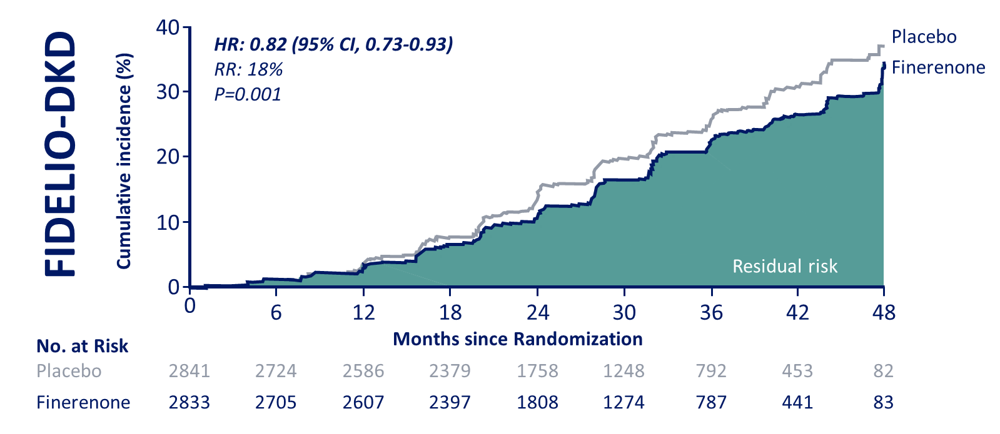 FIDELIO-DKD
Cumulative incidence (%)
40
30
20
10
0
HR: 0.82 (95% CI, 0.73-0.93)
RR: 18%
P=0.001
Placebo
Finerenone
Residual risk
0 6 12 18 24 30 36 42 48
Months since Randomization
No. at Risk
Placebo 2841 2724 2586 2379 1758 1248 792 453 82
Finerenone 2833 2705 2607 2397 1808 1274 787 441 83